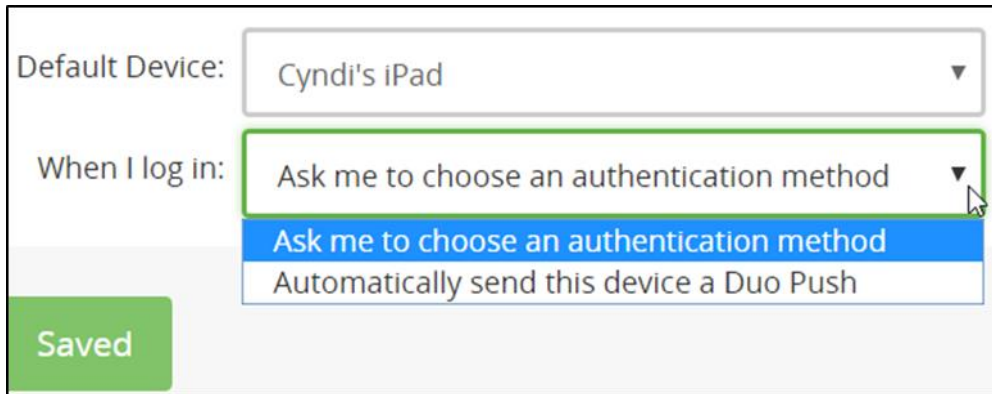 Default Device: Cyndi's iPad
When I log in: Ask me to choose an authentication method
Ask me to choose an authentication method
Automatically send this device a Duo Push
Saved